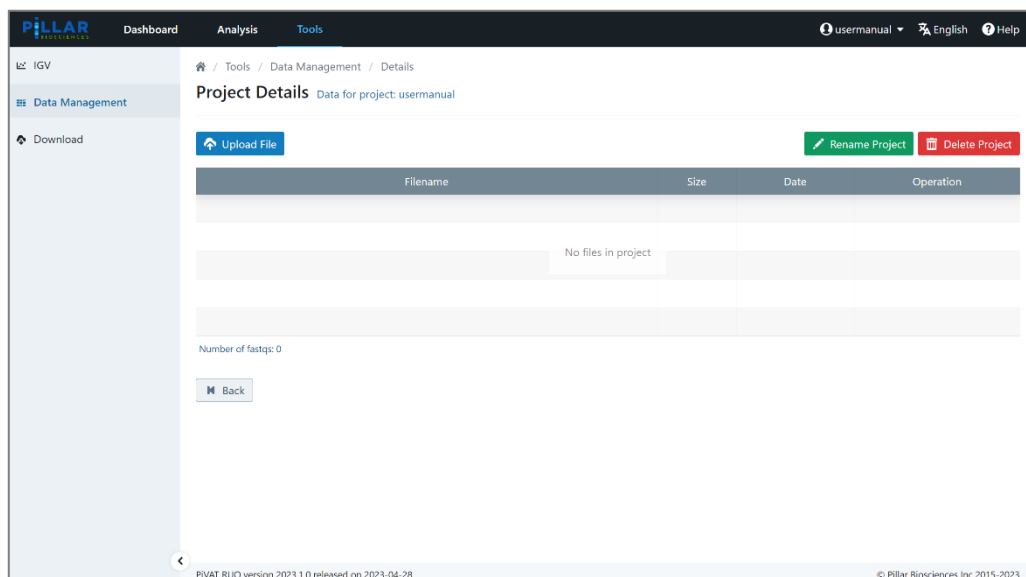 PiLLAR
BIOSCIENCES
Dashboard Analysis Tools usermanual English Help
IGV
Data Management
Download
/ Tools / Data Management / Details
Project Details Data for project: usermanual
Upload File Rename Project Delete Project
Filename Size Date Operation
No files in project
Number of fastqs: 0
Back
PiVAT RUO version 2023.1.0 released on 2023-04-28 © Pillar Biosciences Inc 2015-2023